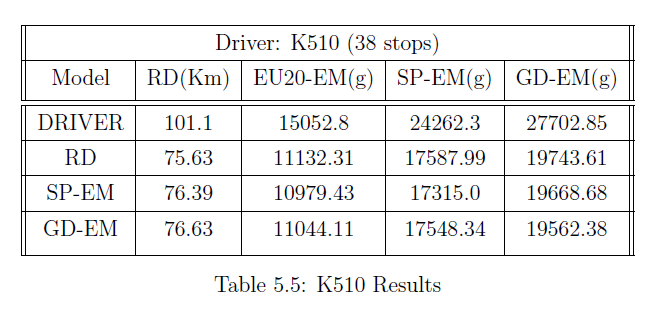 Driver: K510 (38 stops)
Model RD(Km) EU20-EM(g) SP-EM(g) GD-EM(g)
DRIVER 101.1 15052.8 24262.3 27702.85
RD 75.63 11132.31 17587.99 19743.61
SP-EM 76.39 10979.43 17315.0 19668.68
GD-EM 76.63 11044.11 17548.34 19562.38
Table 5.5: K510 Results